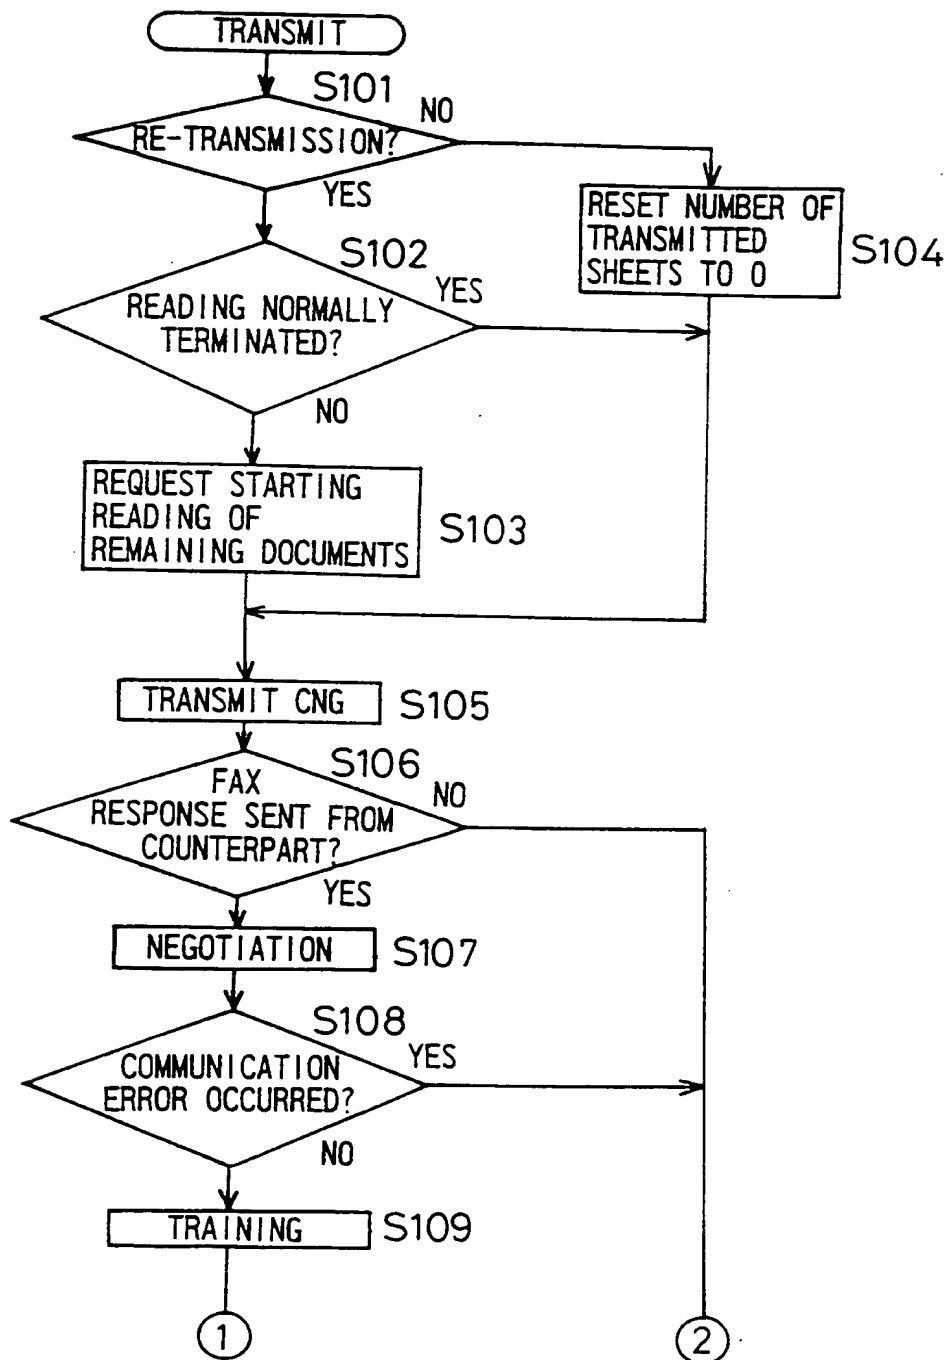 TRANSMIT
S101
RE-TRANSMISSION?
NO
YES
RESET NUMBER OF
TRANSMITTED
SHEETS TO 0
S104
S102
READING NORMALLY
TERMINATED?
YES
NO
REQUEST STARTING
READING OF
REMAINING DOCUMENTS
S103
TRANSMIT CNG
S105
S106
FAX
RESPONSE SENT FROM
COUNTERPART?
NO
YES
NEGOTIATION
S107
S108
COMMUNICATION
ERROR OCCURRED?
YES
NO
TRAINING
S109
1
2